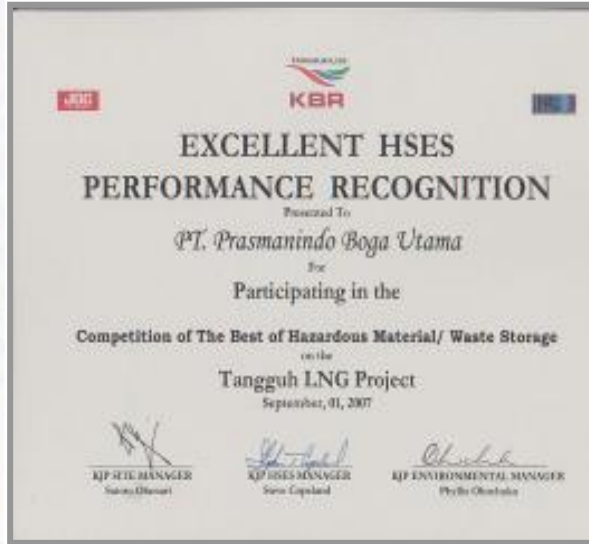 JGC
KBR
EXCELLENT HSES
PERFORMANCE RECOGNITION
Presented To
PT. Prasmanindo Boga Utama
For
Participating in the
Competition of The Best of Hazardous Material/ Waste Storage
on the
Tangguh LNG Project
September, 01, 2007
KJP SITE MANAGER
KJP HSES MANAGER
KJP ENVIRONMENTAL MANAGER
Steve Copeland